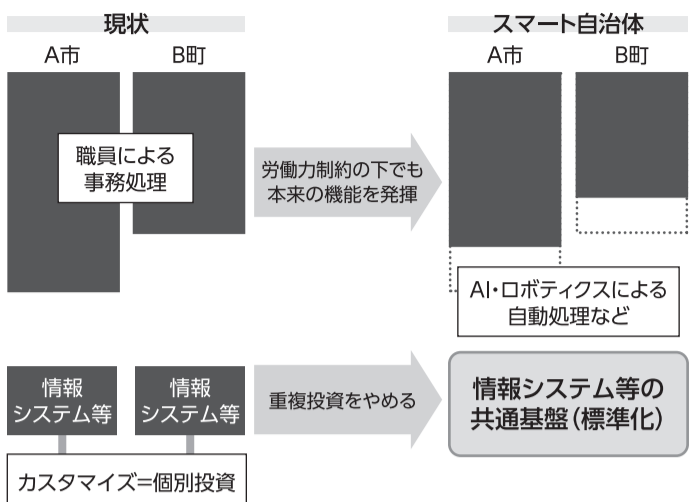 現状
スマート自治体
A市
B町
A市
B町
職員による
事務処理
労働力制約の下でも
本来の機能を発揮
AI・ロボティクスによる
自動処理など
情報
システム等
情報
システム等
重複投資をやめる
情報システム等の
共通基盤(標準化)
カスタマイズ=個別投資